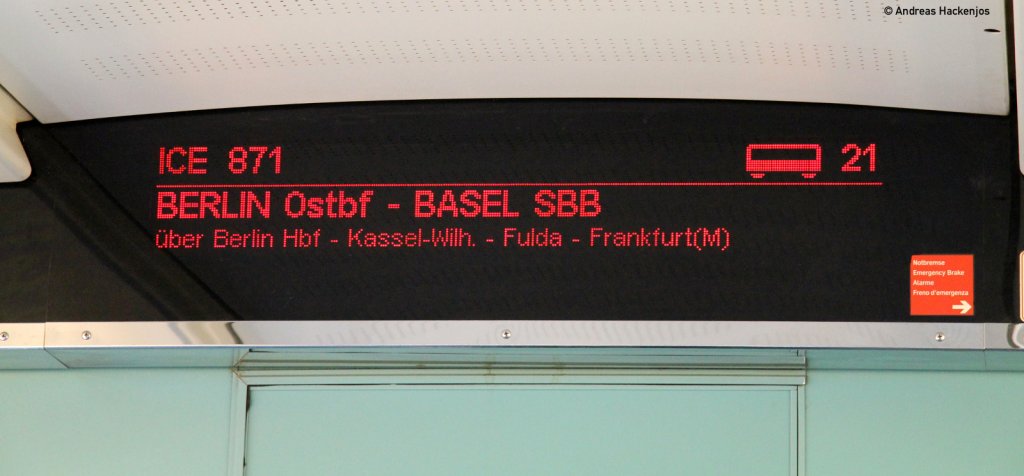 © Andreas Hackenjos
ICE 871 21
BERLIN Ostbf - BASEL SBB
über Berlin Hbf - Kassel-Wilh. - Fulda - Frankfurt(M)
Notbremse
Emergency Brake
Alarme
Freno d'emergenza